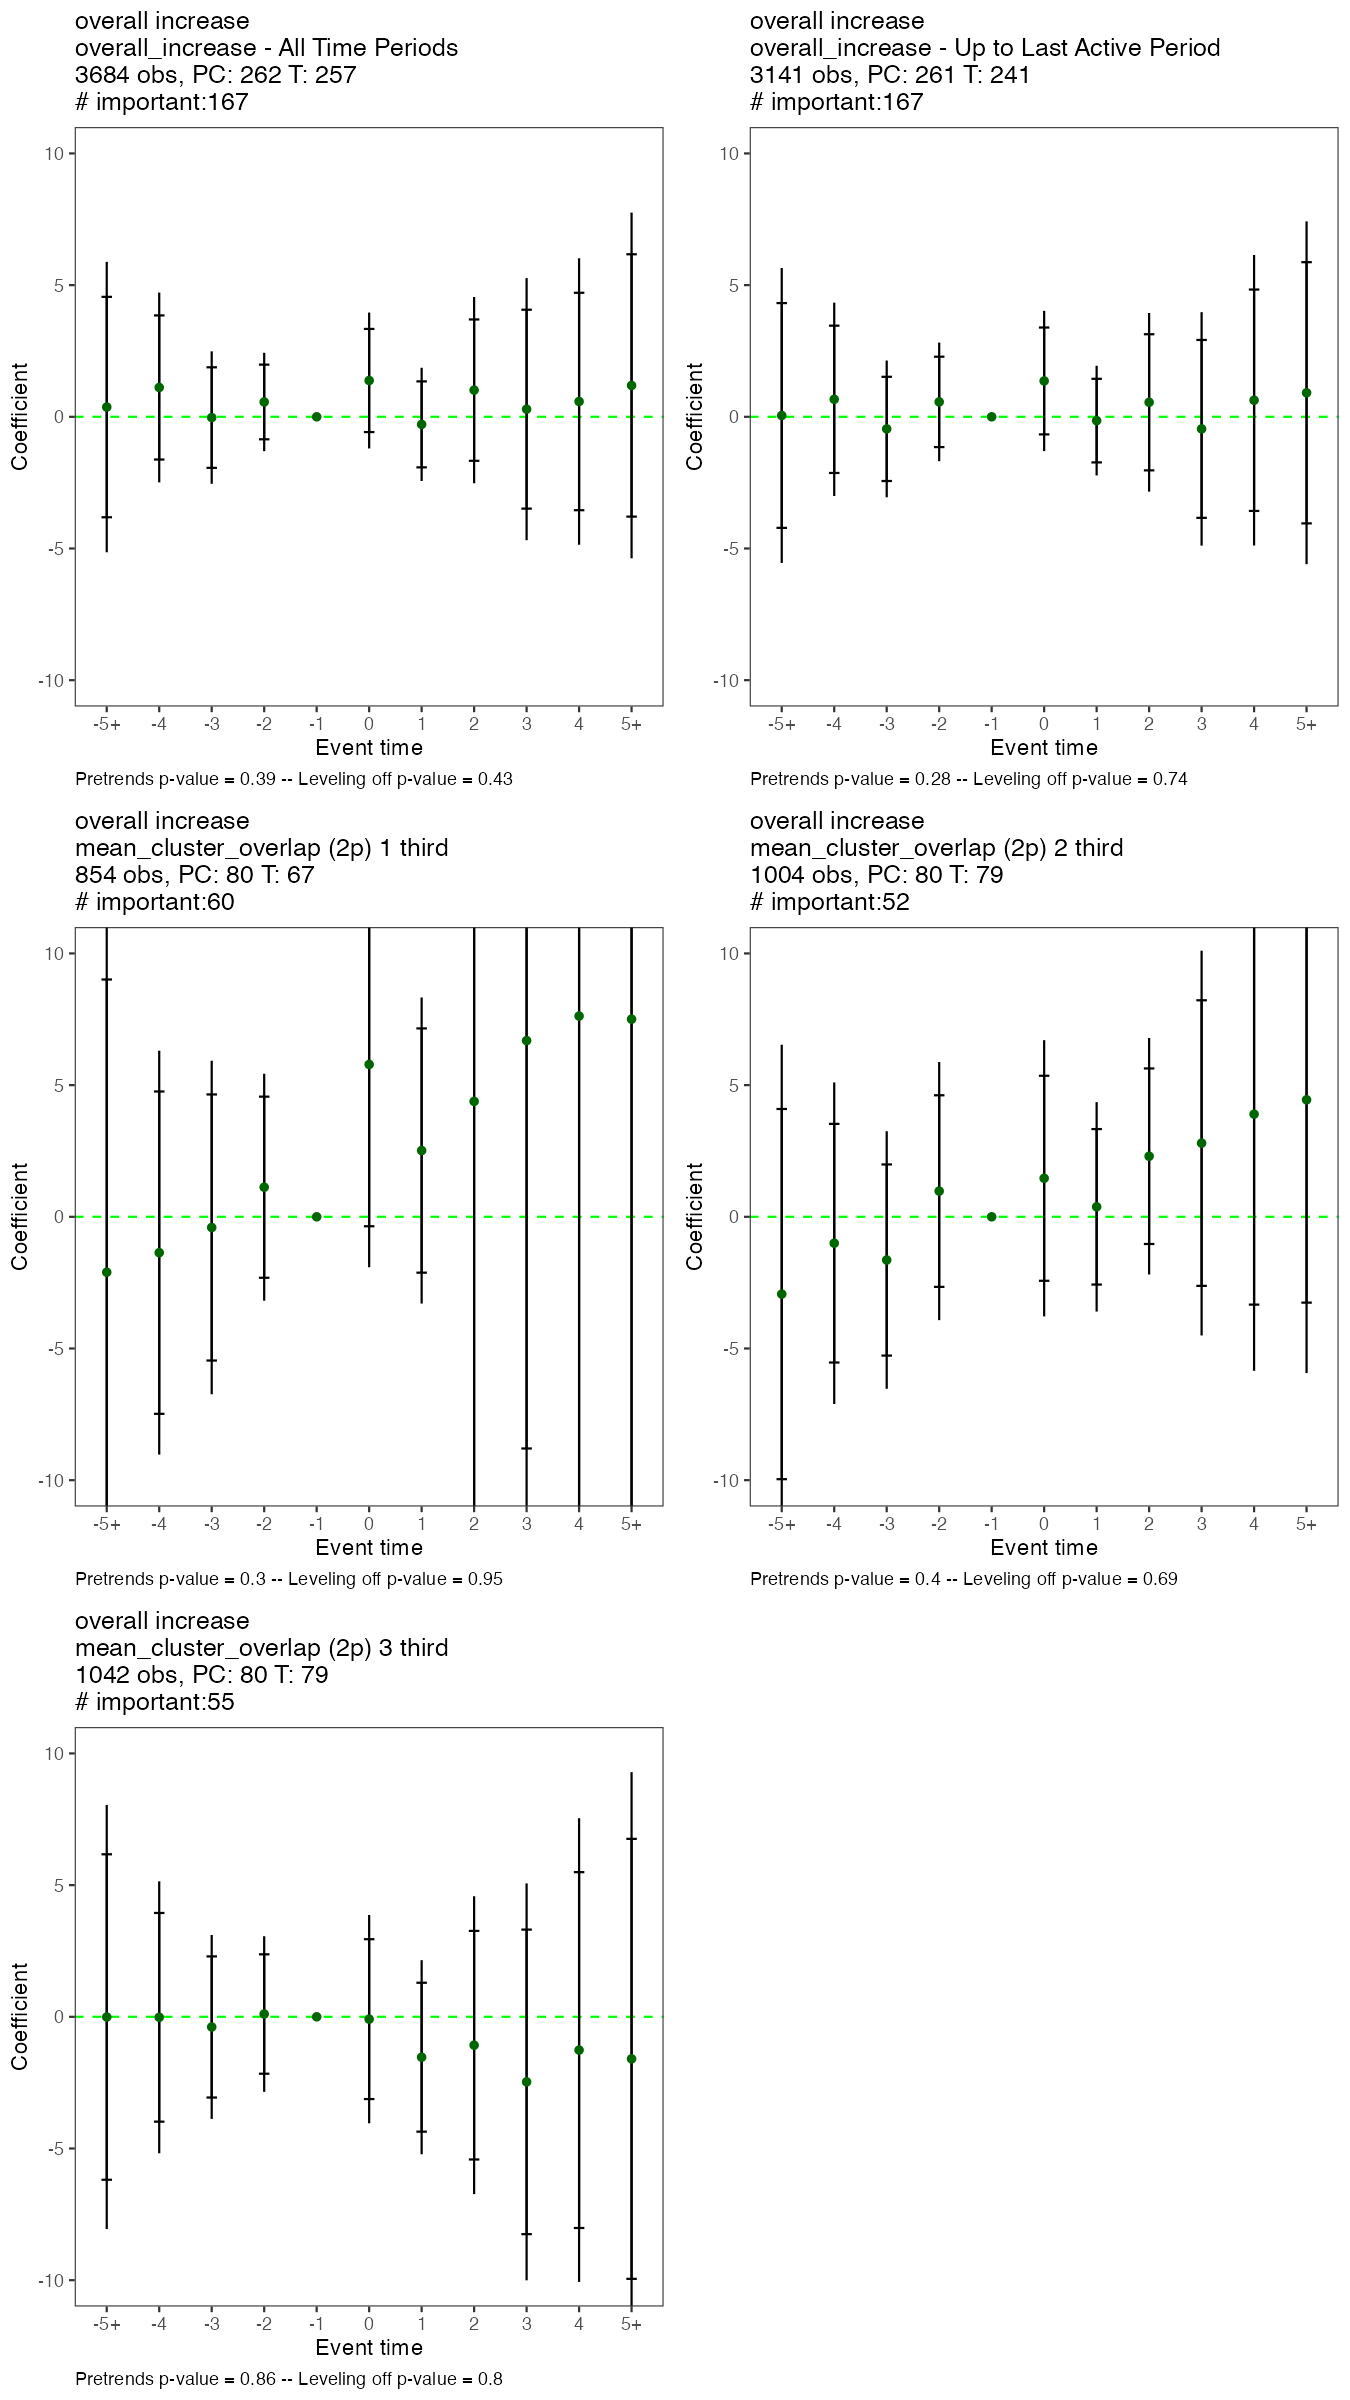 overall increase
overall_increase - All Time Periods
3684 obs, PC: 262 T: 257
# important:167
10
5
0
-5
-10
Coefficient
-5+ -4 -3 -2 -1 0 1 2 3 4 5+
Event time
Pretrends p-value = 0.39 -- Leveling off p-value = 0.43
overall increase
overall_increase - Up to Last Active Period
3141 obs, PC: 261 T: 241
# important:167
10
5
0
-5
-10
Coefficient
-5+ -4 -3 -2 -1 0 1 2 3 4 5+
Event time
Pretrends p-value = 0.28 -- Leveling off p-value = 0.74
overall increase
mean_cluster_overlap (2p) 1 third
854 obs, PC: 80 T: 67
# important:60
10
5
0
-5
-10
Coefficient
-5+ -4 -3 -2 -1 0 1 2 3 4 5+
Event time
Pretrends p-value = 0.3 -- Leveling off p-value = 0.95
overall increase
mean_cluster_overlap (2p) 2 third
1004 obs, PC: 80 T: 79
# important:52
10
5
0
-5
-10
Coefficient
-5+ -4 -3 -2 -1 0 1 2 3 4 5+
Event time
Pretrends p-value = 0.4 -- Leveling off p-value = 0.69
overall increase
mean_cluster_overlap (2p) 3 third
1042 obs, PC: 80 T: 79
# important:55
10
5
0
-5
-10
Coefficient
-5+ -4 -3 -2 -1 0 1 2 3 4 5+
Event time
Pretrends p-value = 0.86 -- Leveling off p-value = 0.8